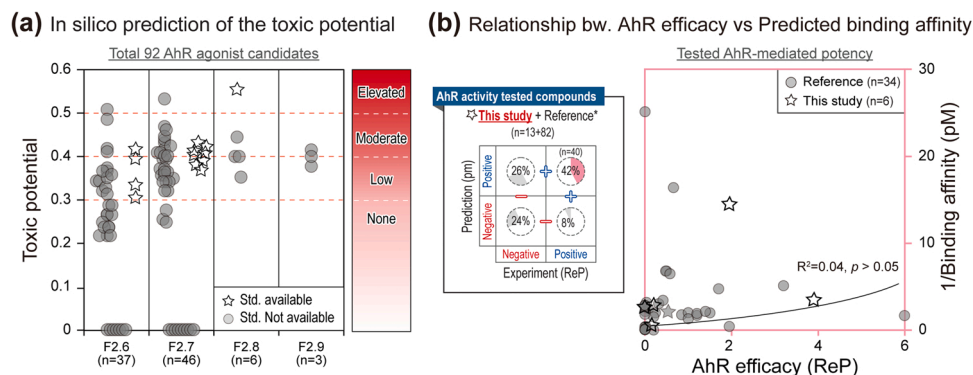 (a) In silico prediction of the toxic potential
Total 92 AhR agonist candidates
Toxic potential
0.6
0.5
0.4
0.3
0.2
0.1
0
F2.6
(n=37)
F2.7
(n=46)
F2.8
(n=6)
F2.9
(n=3)
Std. available
Std. Not available
Elevated
Moderate
Low
None
(b) Relationship bw. AhR efficacy vs Predicted binding affinity
Tested AhR-mediated potency
AhR activity tested compounds
This study + Reference*
(n=13+82)
(n=40)
Prediction (pm)
Positive
Negative
26%
42%
24%
8%
Negative
Positive
Experiment (ReP)
Reference (n=34)
This study (n=6)
R2=0.04, p > 0.05
30
20
10
0
1/Binding affinity (pM)
0
2
4
6
AhR efficacy (ReP)